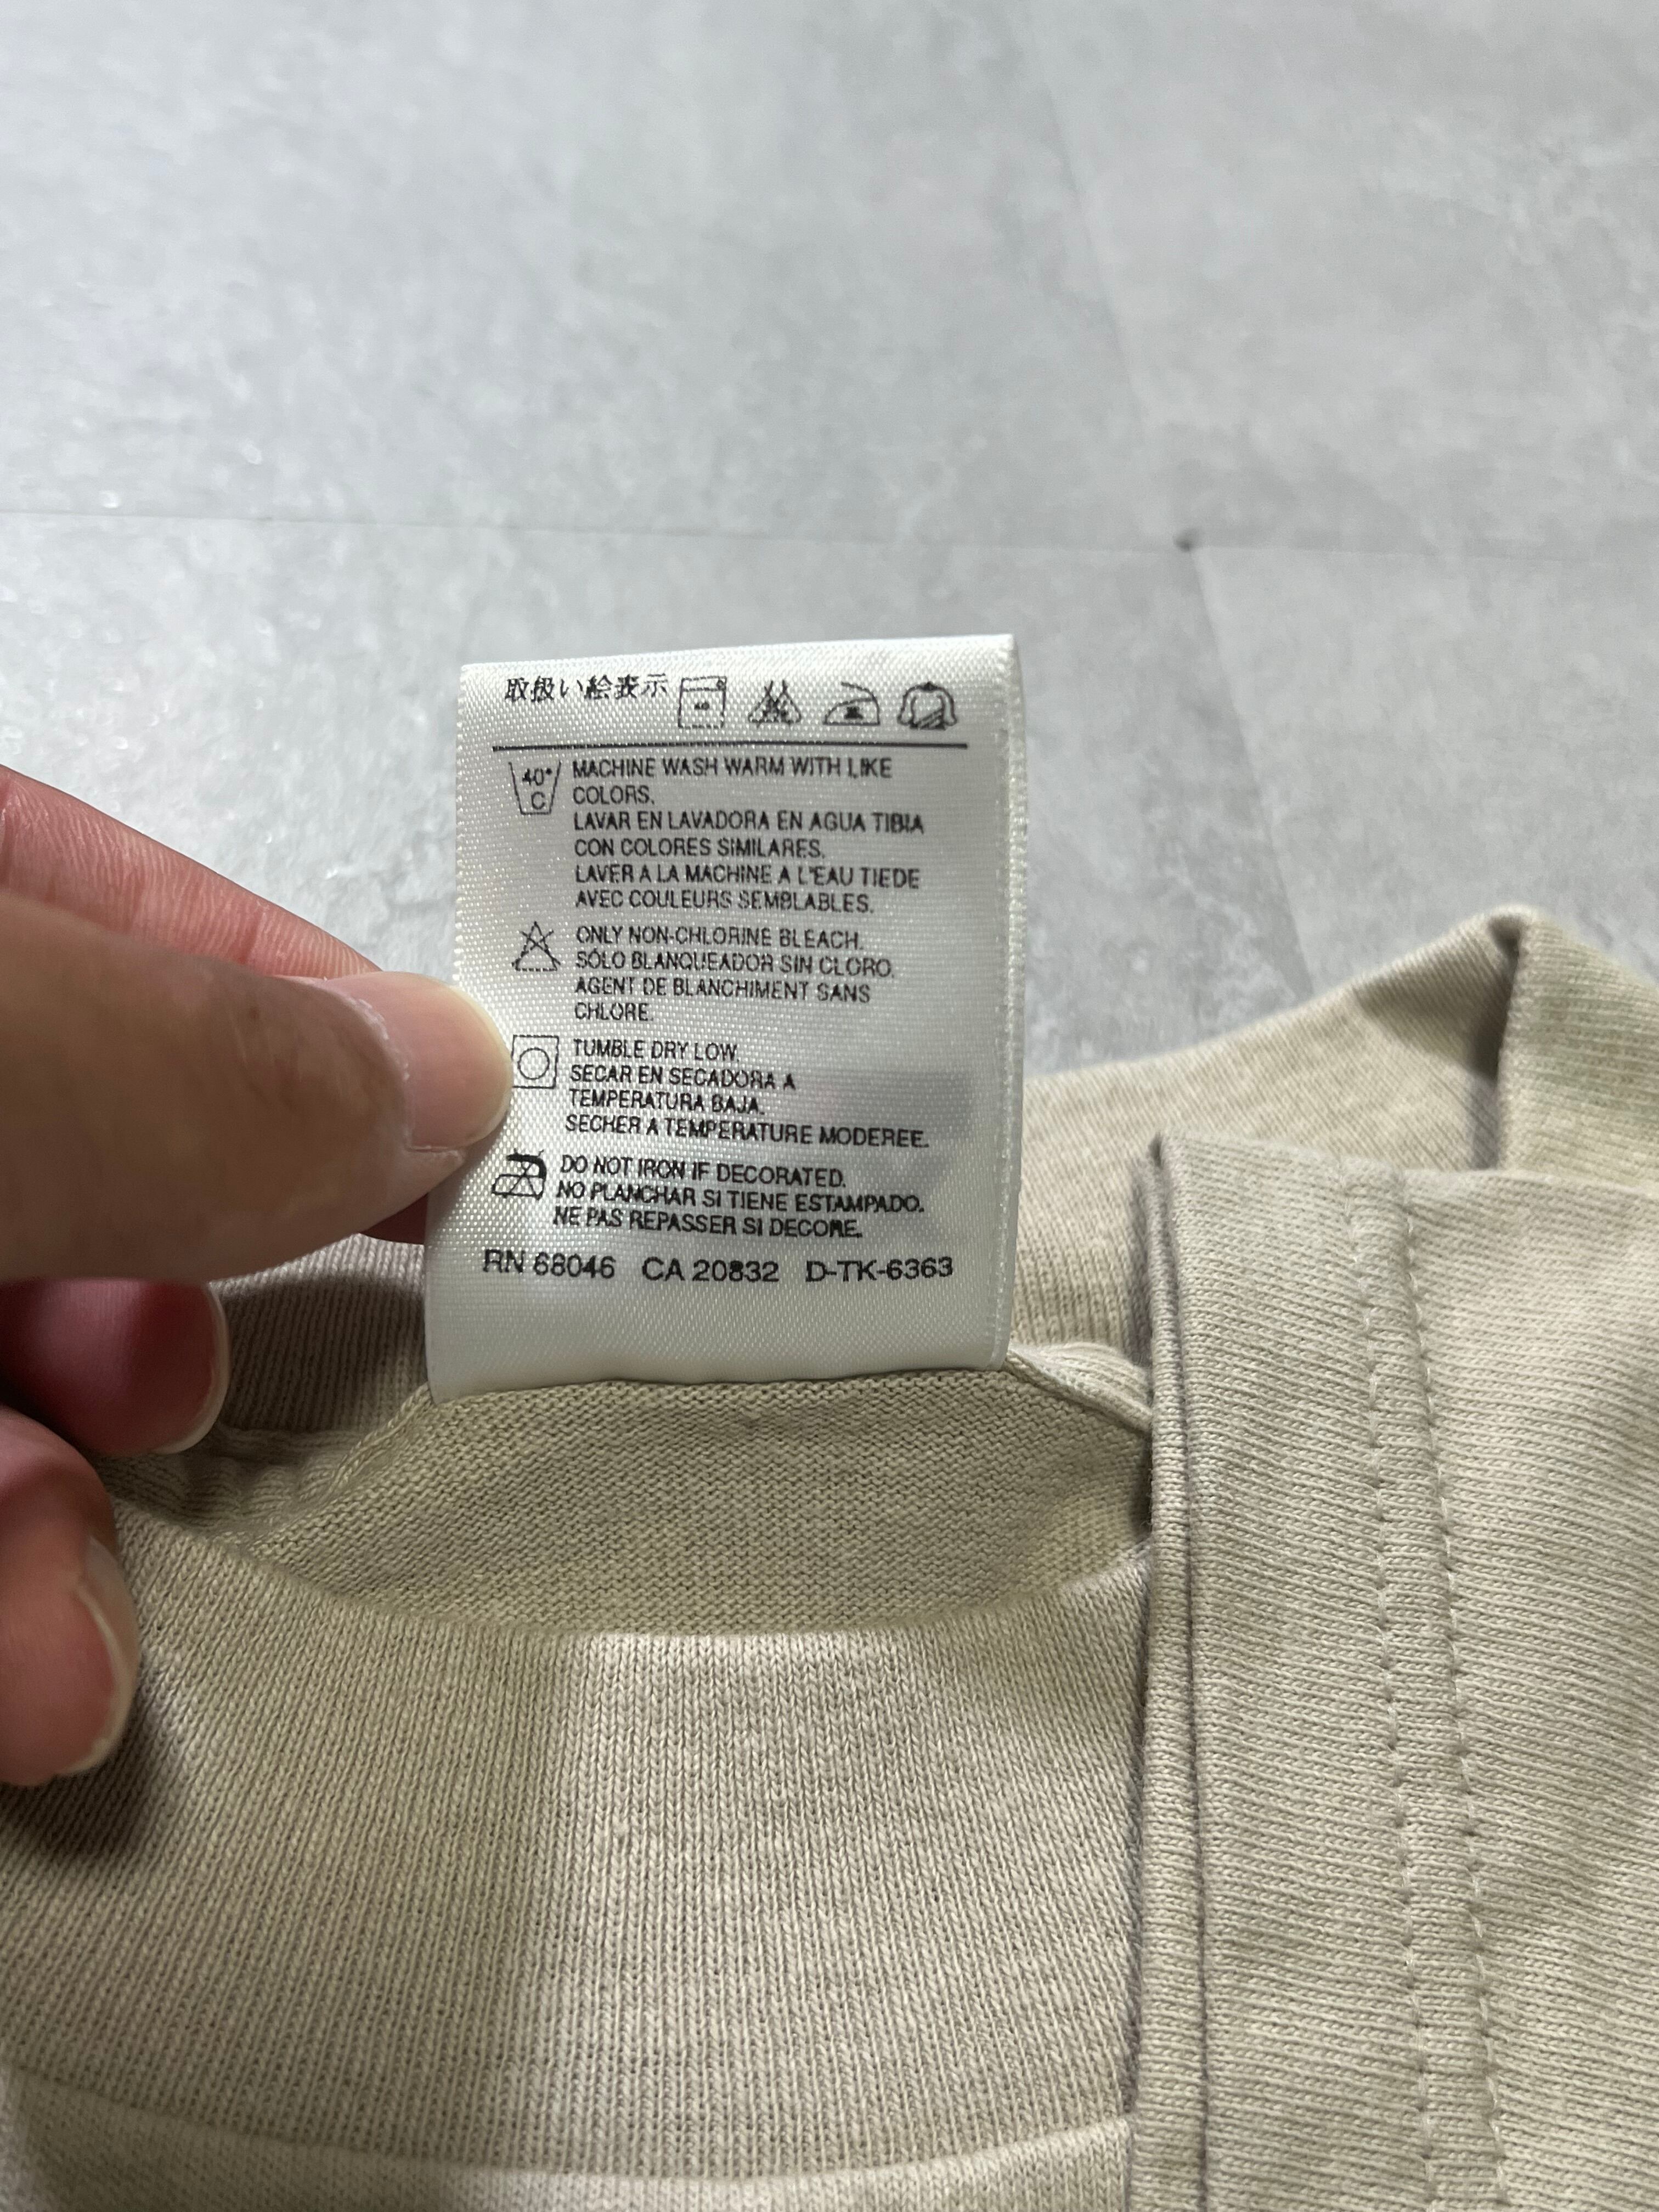 取扱い絵表示
40°C
MACHINE WASH WARM WITH LIKE
COLORS.
LAVAR EN LAVADORA EN AGUA TIBIA
CON COLORES SIMILARES.
LAVER A LA MACHINE A L'EAU TIEDE
AVEC COULEURS SEMBLABLES.
ONLY NON-CHLORINE BLEACH.
SOLO BLANQUEADOR SIN CLORO.
AGENT DE BLANCHIMENT SANS
CHLORE.
TUMBLE DRY LOW.
SECAR EN SECADORA A
TEMPERATURA BAJA.
SECHER A TEMPERATURE MODEREE.
DO NOT IRON IF DECORATED.
NO PLANCHAR SI TIENE ESTAMPADO.
NE PAS REPASSER SI DECORE.
RN 68046 CA 20832 D-TK-6363